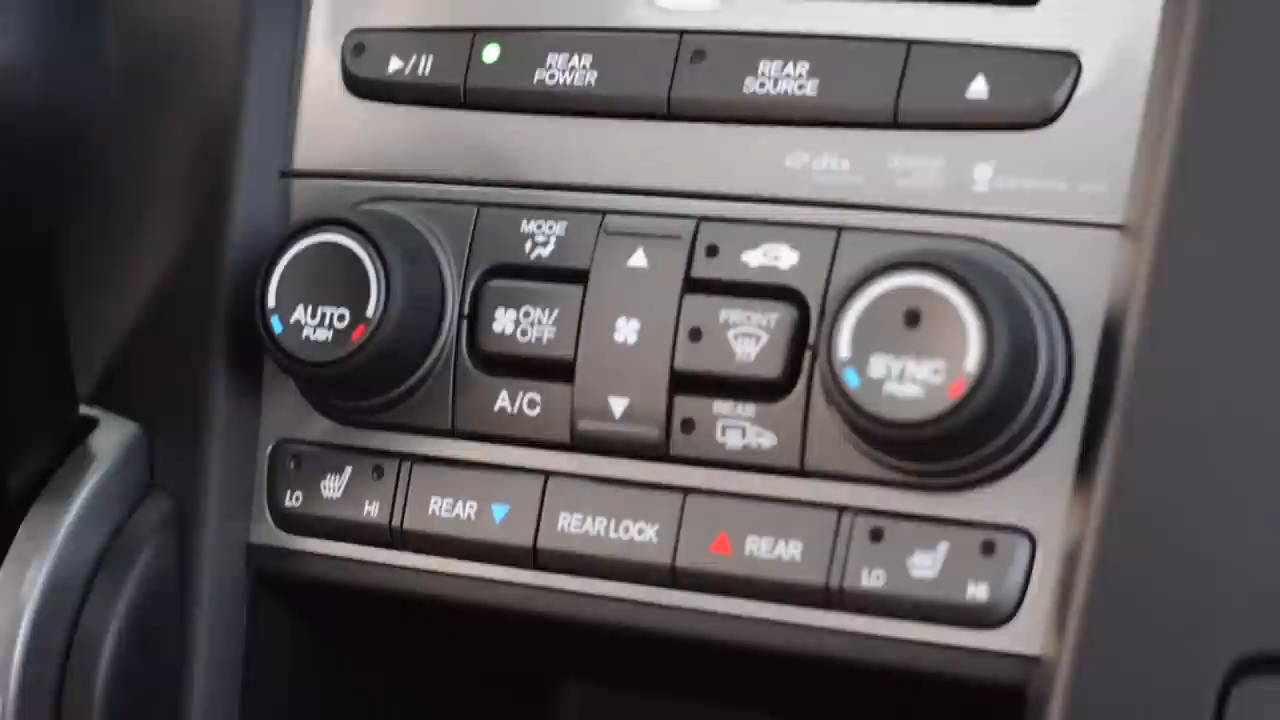 REAR
POWER
REAR
SOURCE
dts
MODE
AUTO
PUSH
ON/
OFF
FRONT
SYNC
PUSH
A/C
REAR
LO
HI
REAR
REAR LOCK
REAR
LO
HI